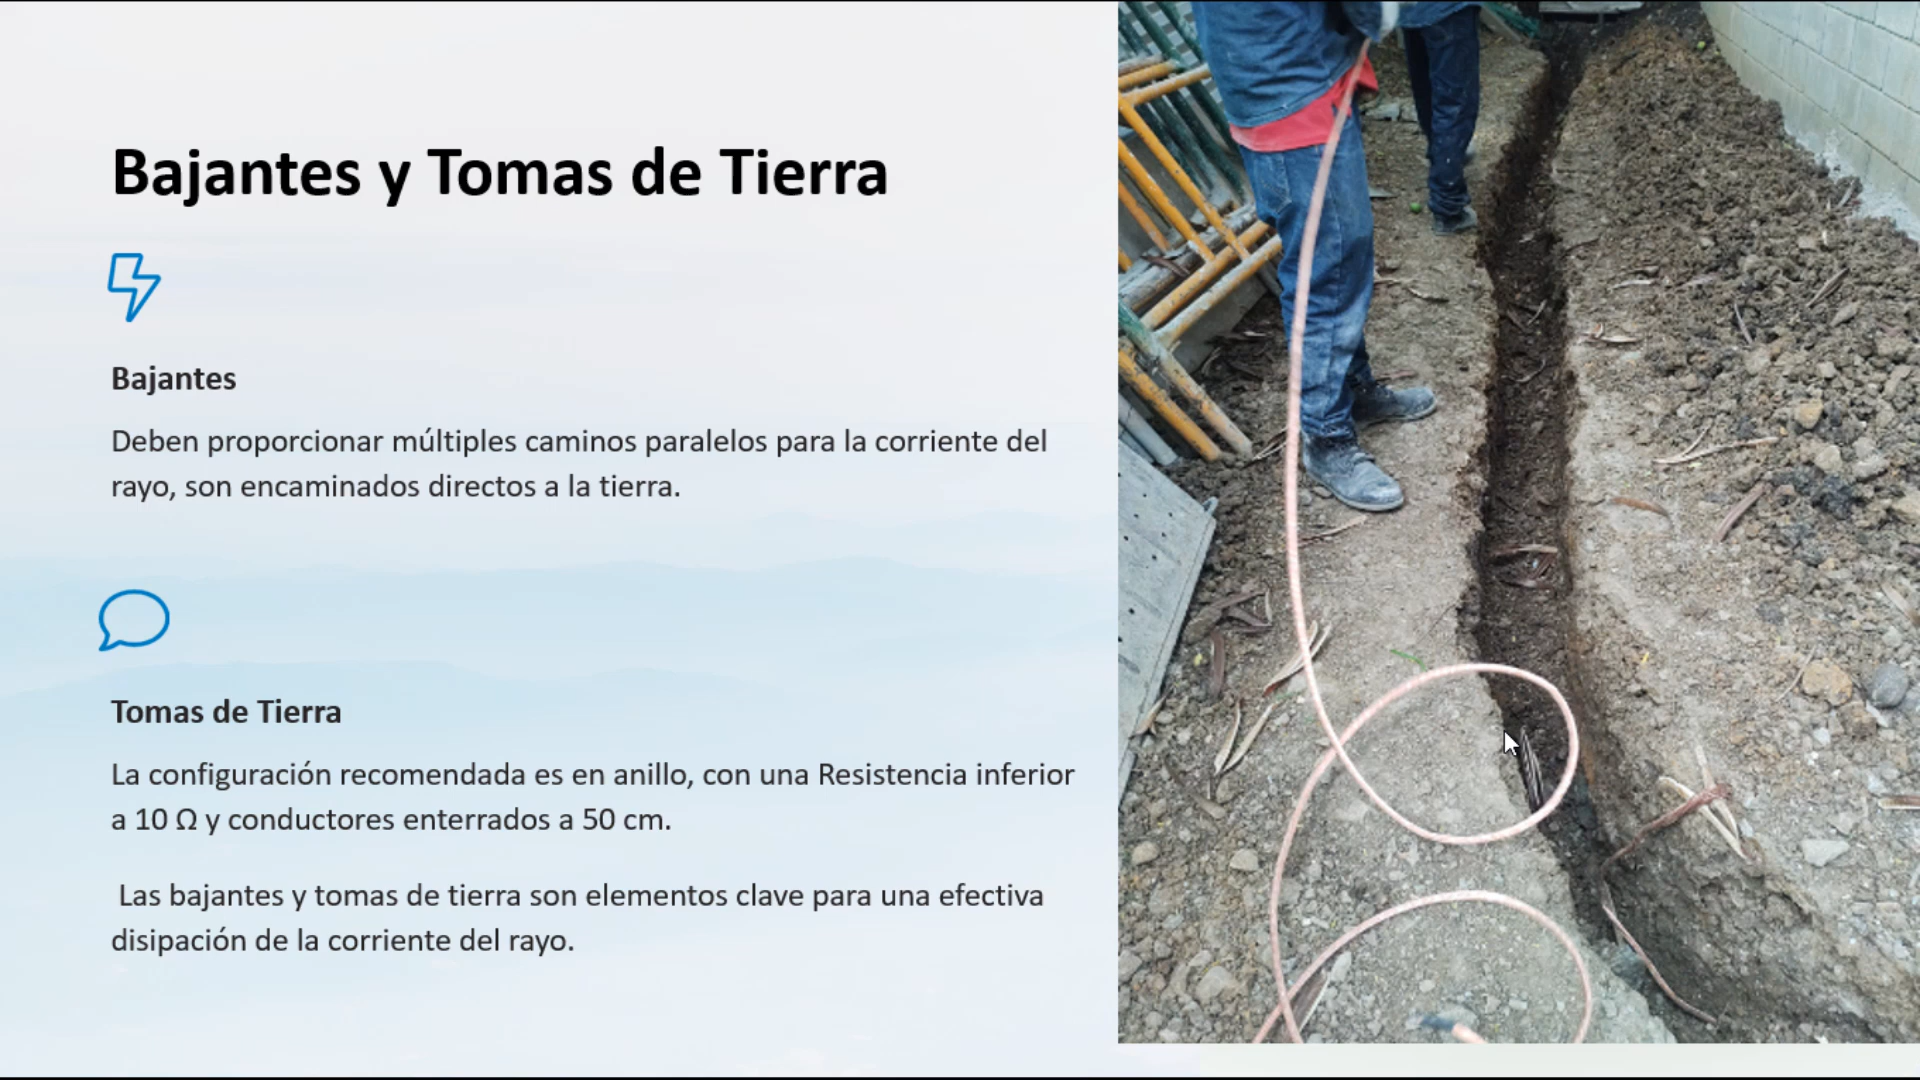 Bajantes y Tomas de Tierra
Bajantes
Deben proporcionar múltiples caminos paralelos para la corriente del
rayo, son encaminados directos a la tierra.
Tomas de Tierra
La configuración recomendada es en anillo, con una Resistencia inferior
a 10 Ω y conductores enterrados a 50 cm.
Las bajantes y tomas de tierra son elementos clave para una efectiva
disipación de la corriente del rayo.